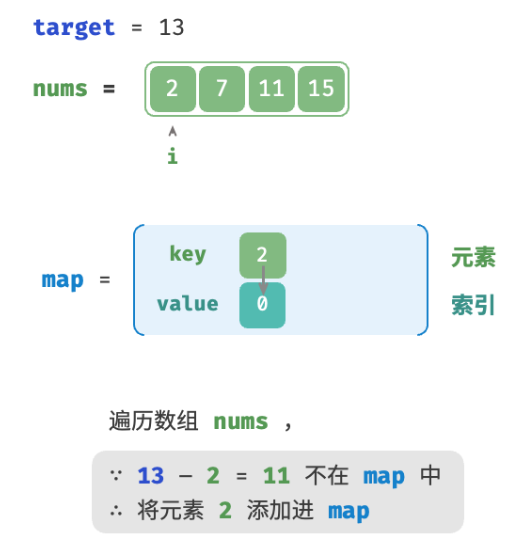 target = 13
nums = 2 7 11 15
i
key 2 元素
map =
value 0 索引
遍历数组 nums ，
∵ 13 − 2 = 11 不在 map 中
∴ 将元素 2 添加进 map